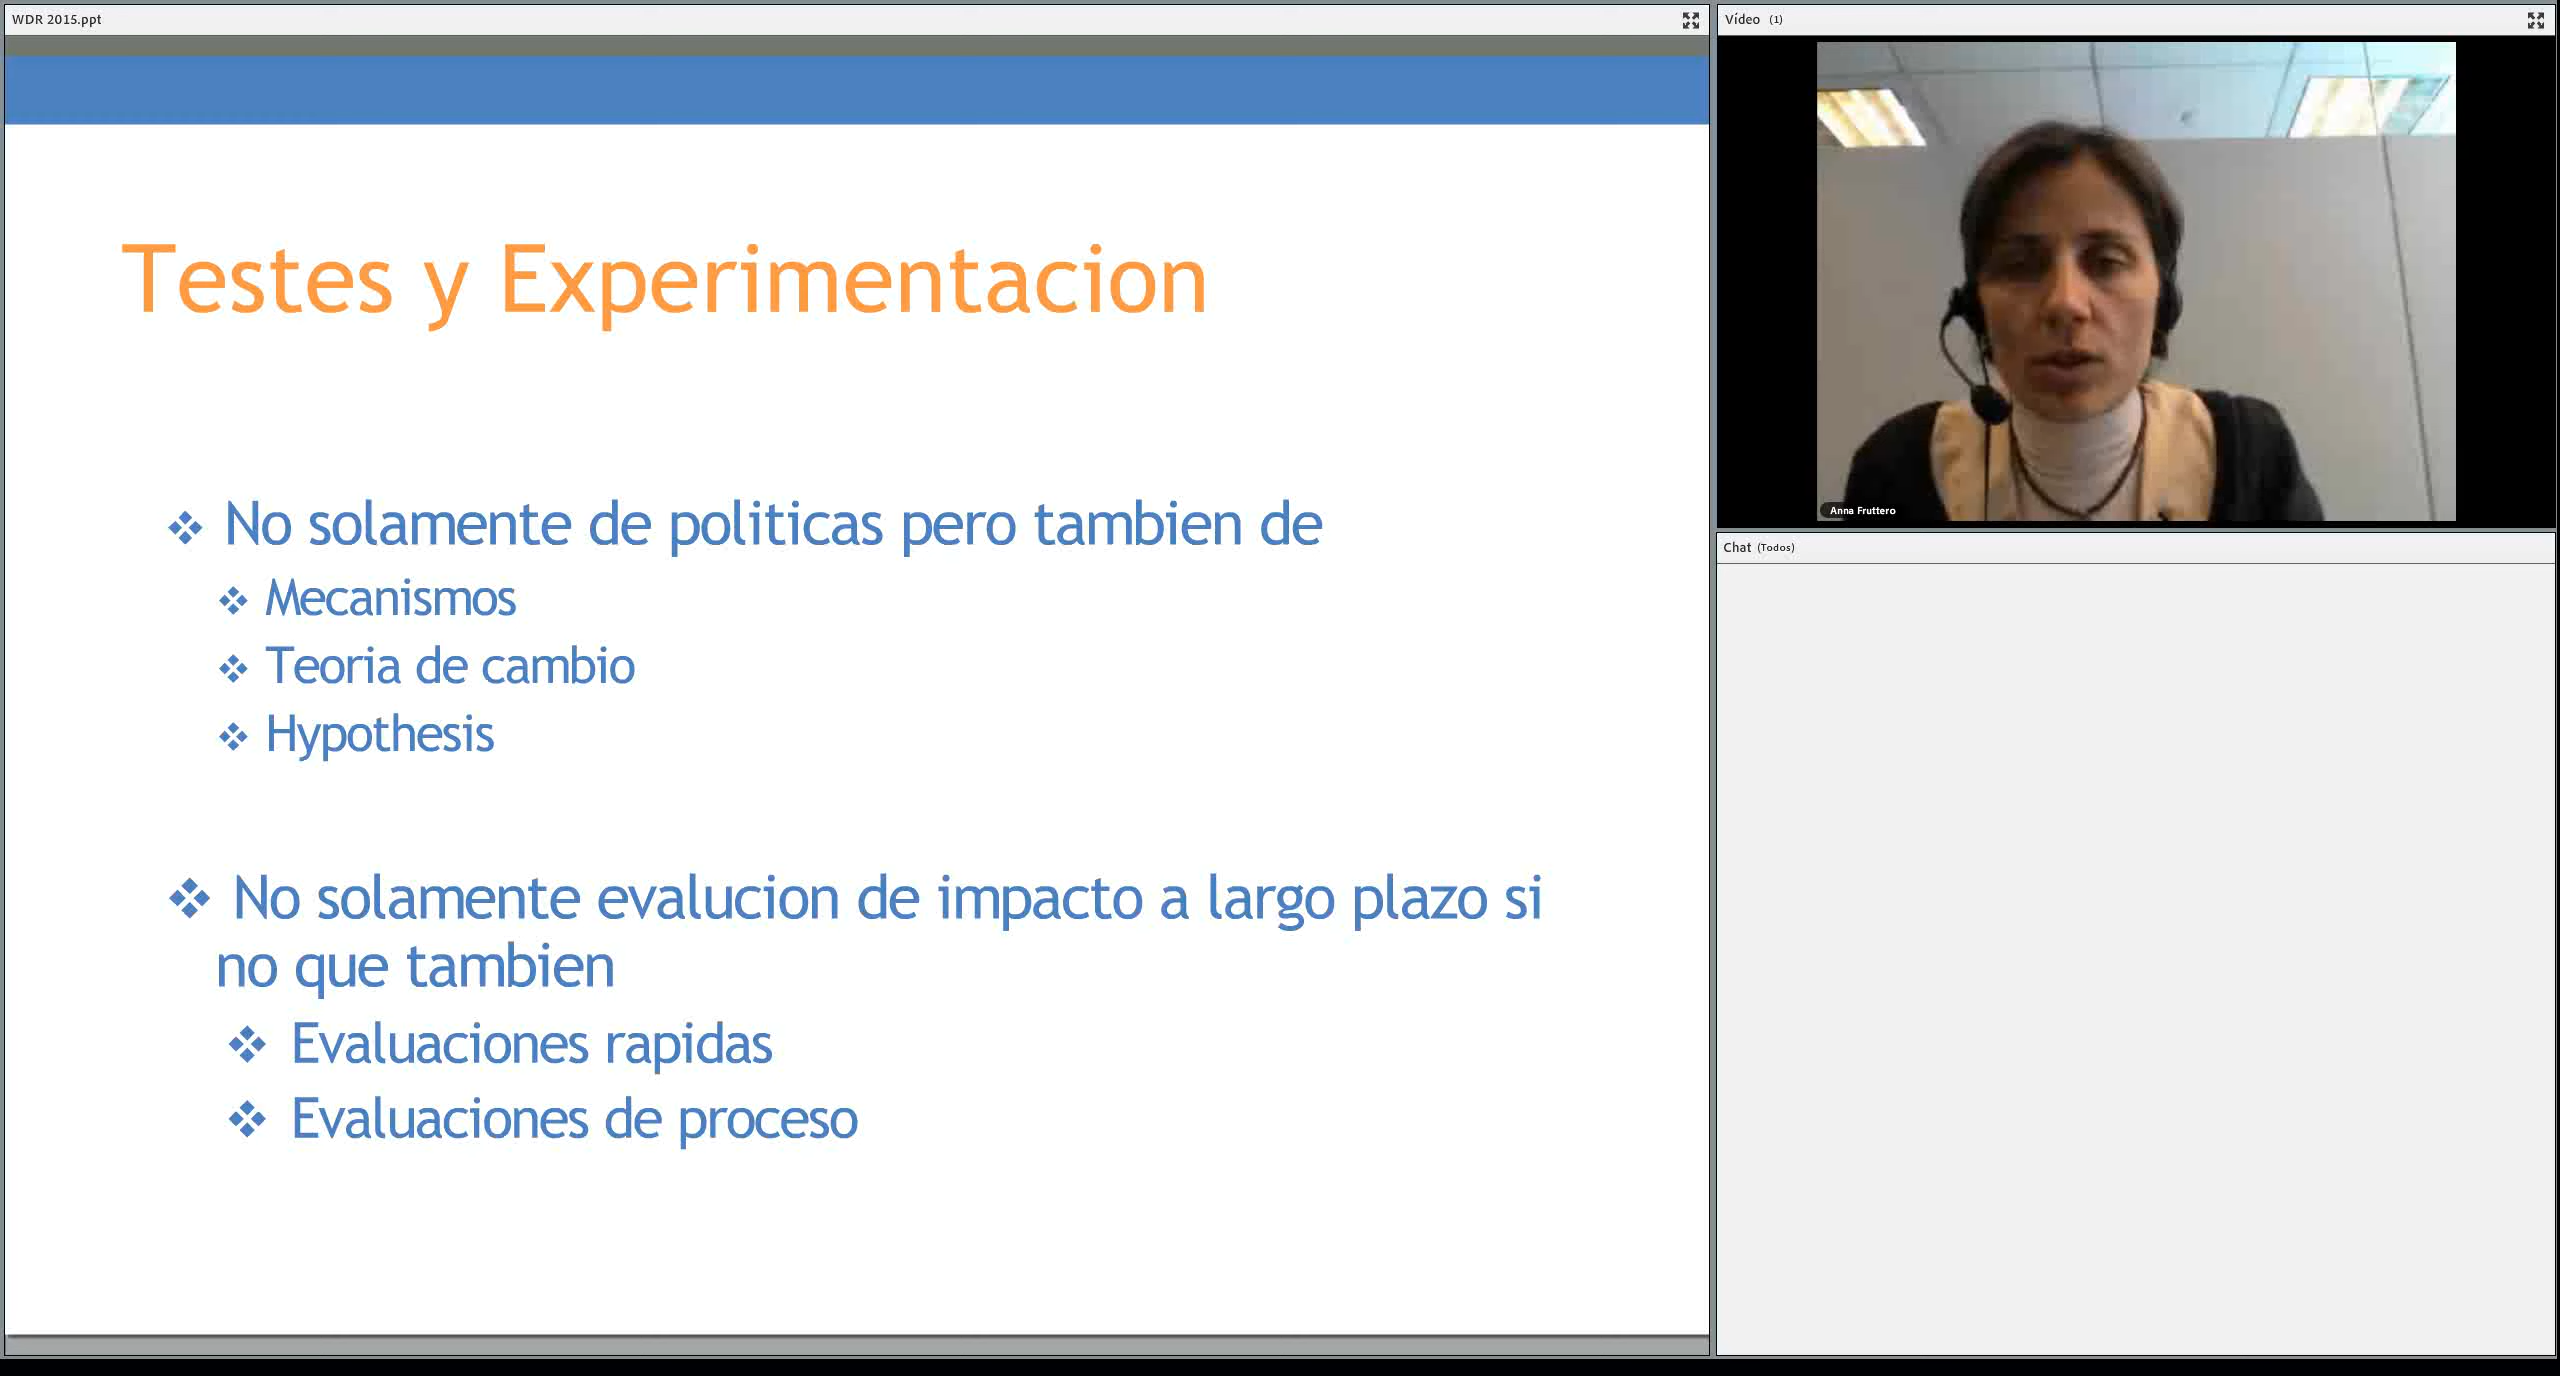 WDR 2015.ppt
Testes y Experimentacion
No solamente de politicas pero tambien de
Mecanismos
Teoria de cambio
Hypothesis
No solamente evalucion de impacto a largo plazo si
no que tambien
Evaluaciones rapidas
Evaluaciones de proceso
Vídeo (1)
Anna Fruttero
Chat (Todos)